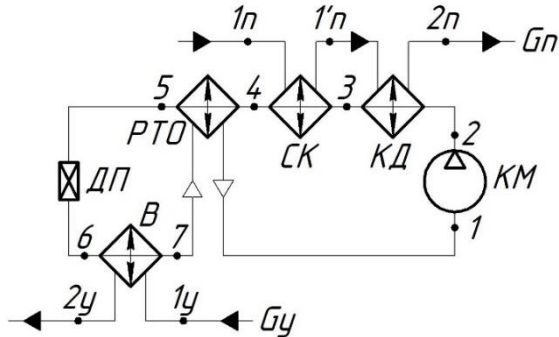 1п 1'п 2п Gп
5 4 3
РТО СК КД 2
ДП КМ
В 1
6 7
2у 1у Gу